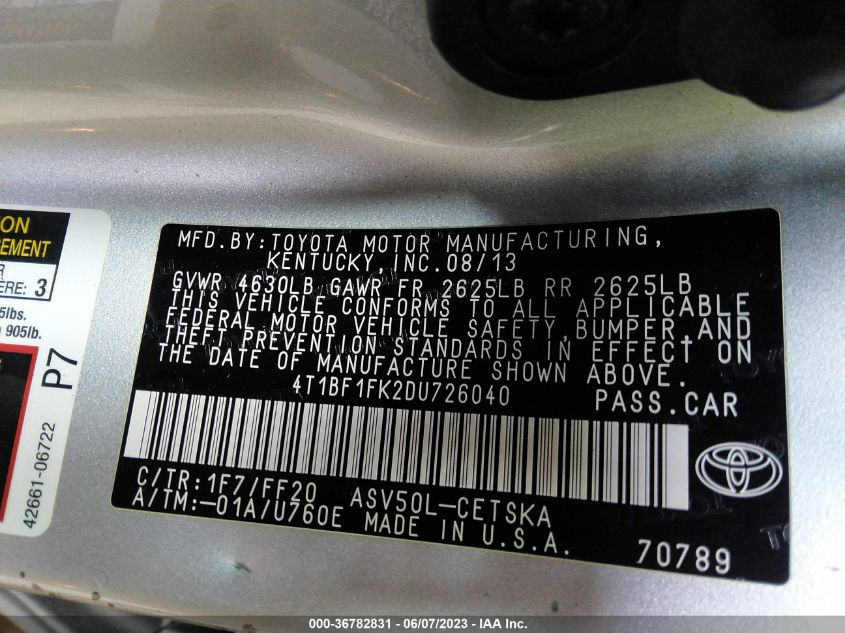 MFD.BY:TOYOTA MOTOR MANUFACTURING,
KENTUCKY,INC.08/13
GVWR 4630LB GAWR FR 2625LB RR 2625LB
THIS VEHICLE CONFORMS TO ALL APPLICABLE
FEDERAL MOTOR VEHICLE SAFETY,BUMPER,AND
THEFT PREVENTION STANDARDS IN EFFECT ON
THE DATE OF MANUFACTURE SHOWN ABOVE.
4T1BF1FK2DU726040 PASS.CAR
C/TR:1F7/FF20 ASV50L-CETSKA
A/TM:-01A/U760E MADE IN U.S.A.
70789
3
905lb.
P7
42661-06722
000-36782831 - 06/07/2023 - IAA Inc.